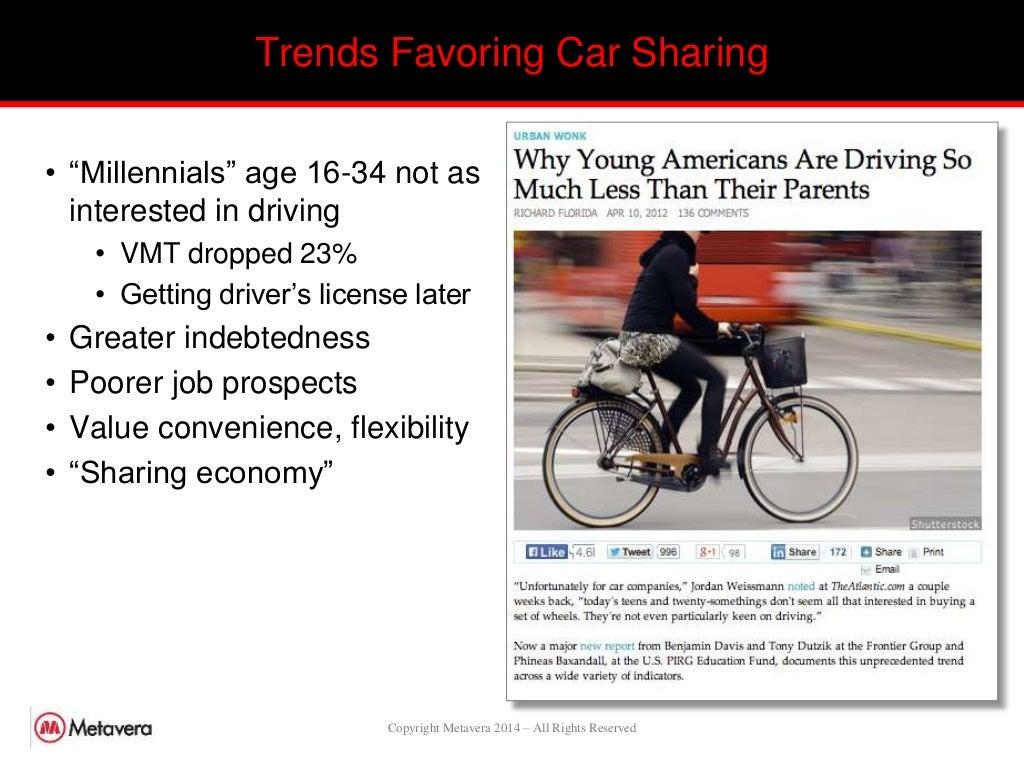 Trends Favoring Car Sharing
• “Millennials” age 16-34 not as
interested in driving
• VMT dropped 23%
• Getting driver’s license later
• Greater indebtedness
• Poorer job prospects
• Value convenience, flexibility
• “Sharing economy”
URBAN WONK
Why Young Americans Are Driving So
Much Less Than Their Parents
RICHARD FLORIDA APR 10, 2012 136 COMMENTS
Shutterstock
Like 4.6 Tweet 996 g+1 98 in Share 172 Share Print
Email
“Unfortunately for car companies,” Jordan Weissmann noted at TheAtlantic.com a couple
weeks back, “today's teens and twenty-somethings don't seem all that interested in buying a
set of wheels. They're not even particularly keen on driving.”
Now a major new report from Benjamin Davis and Tony Dutzik at the Frontier Group and
Phineas Baxandall, at the U.S. PIRG Education Fund, documents this unprecedented trend
across a wide variety of indicators.
Metavera
Copyright Metavera 2014 – All Rights Reserved